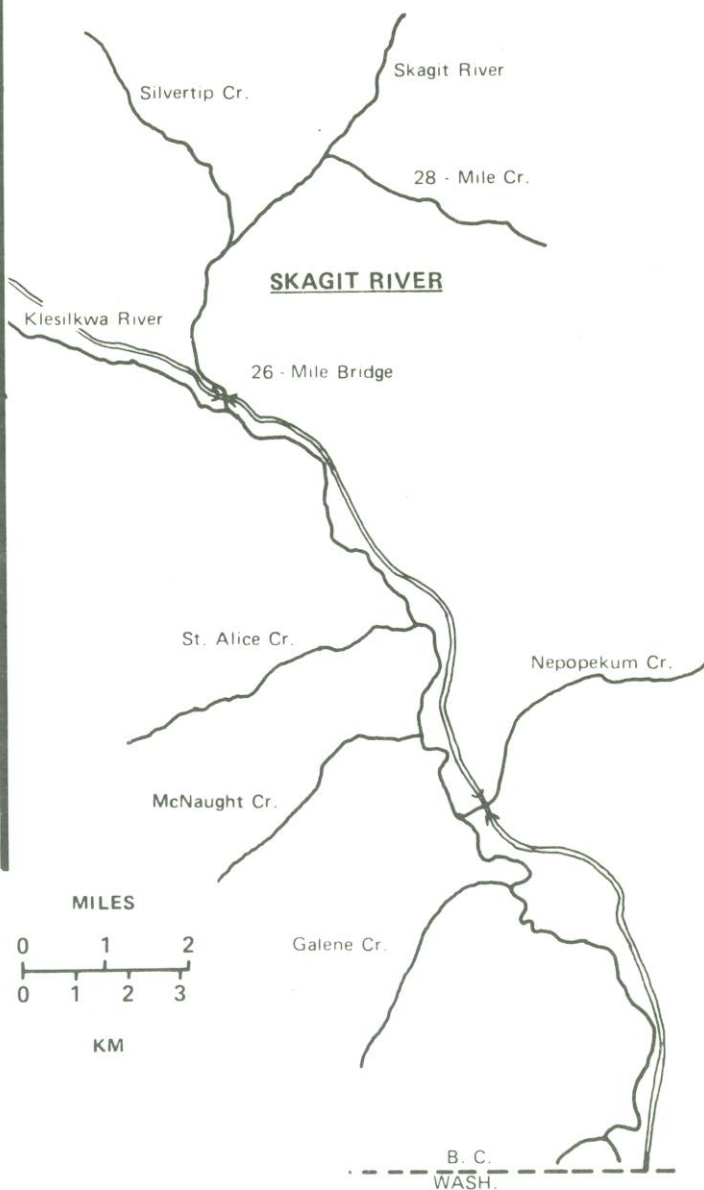 Skagit River
Silvertip Cr.
28 - Mile Cr.
SKAGIT RIVER
Klesilkwa River
26 - Mile Bridge
St. Alice Cr.
Nepopekum Cr.
McNaught Cr.
MILES
0 1 2
0 1 2 3
KM
Galene Cr.
B. C.
WASH.